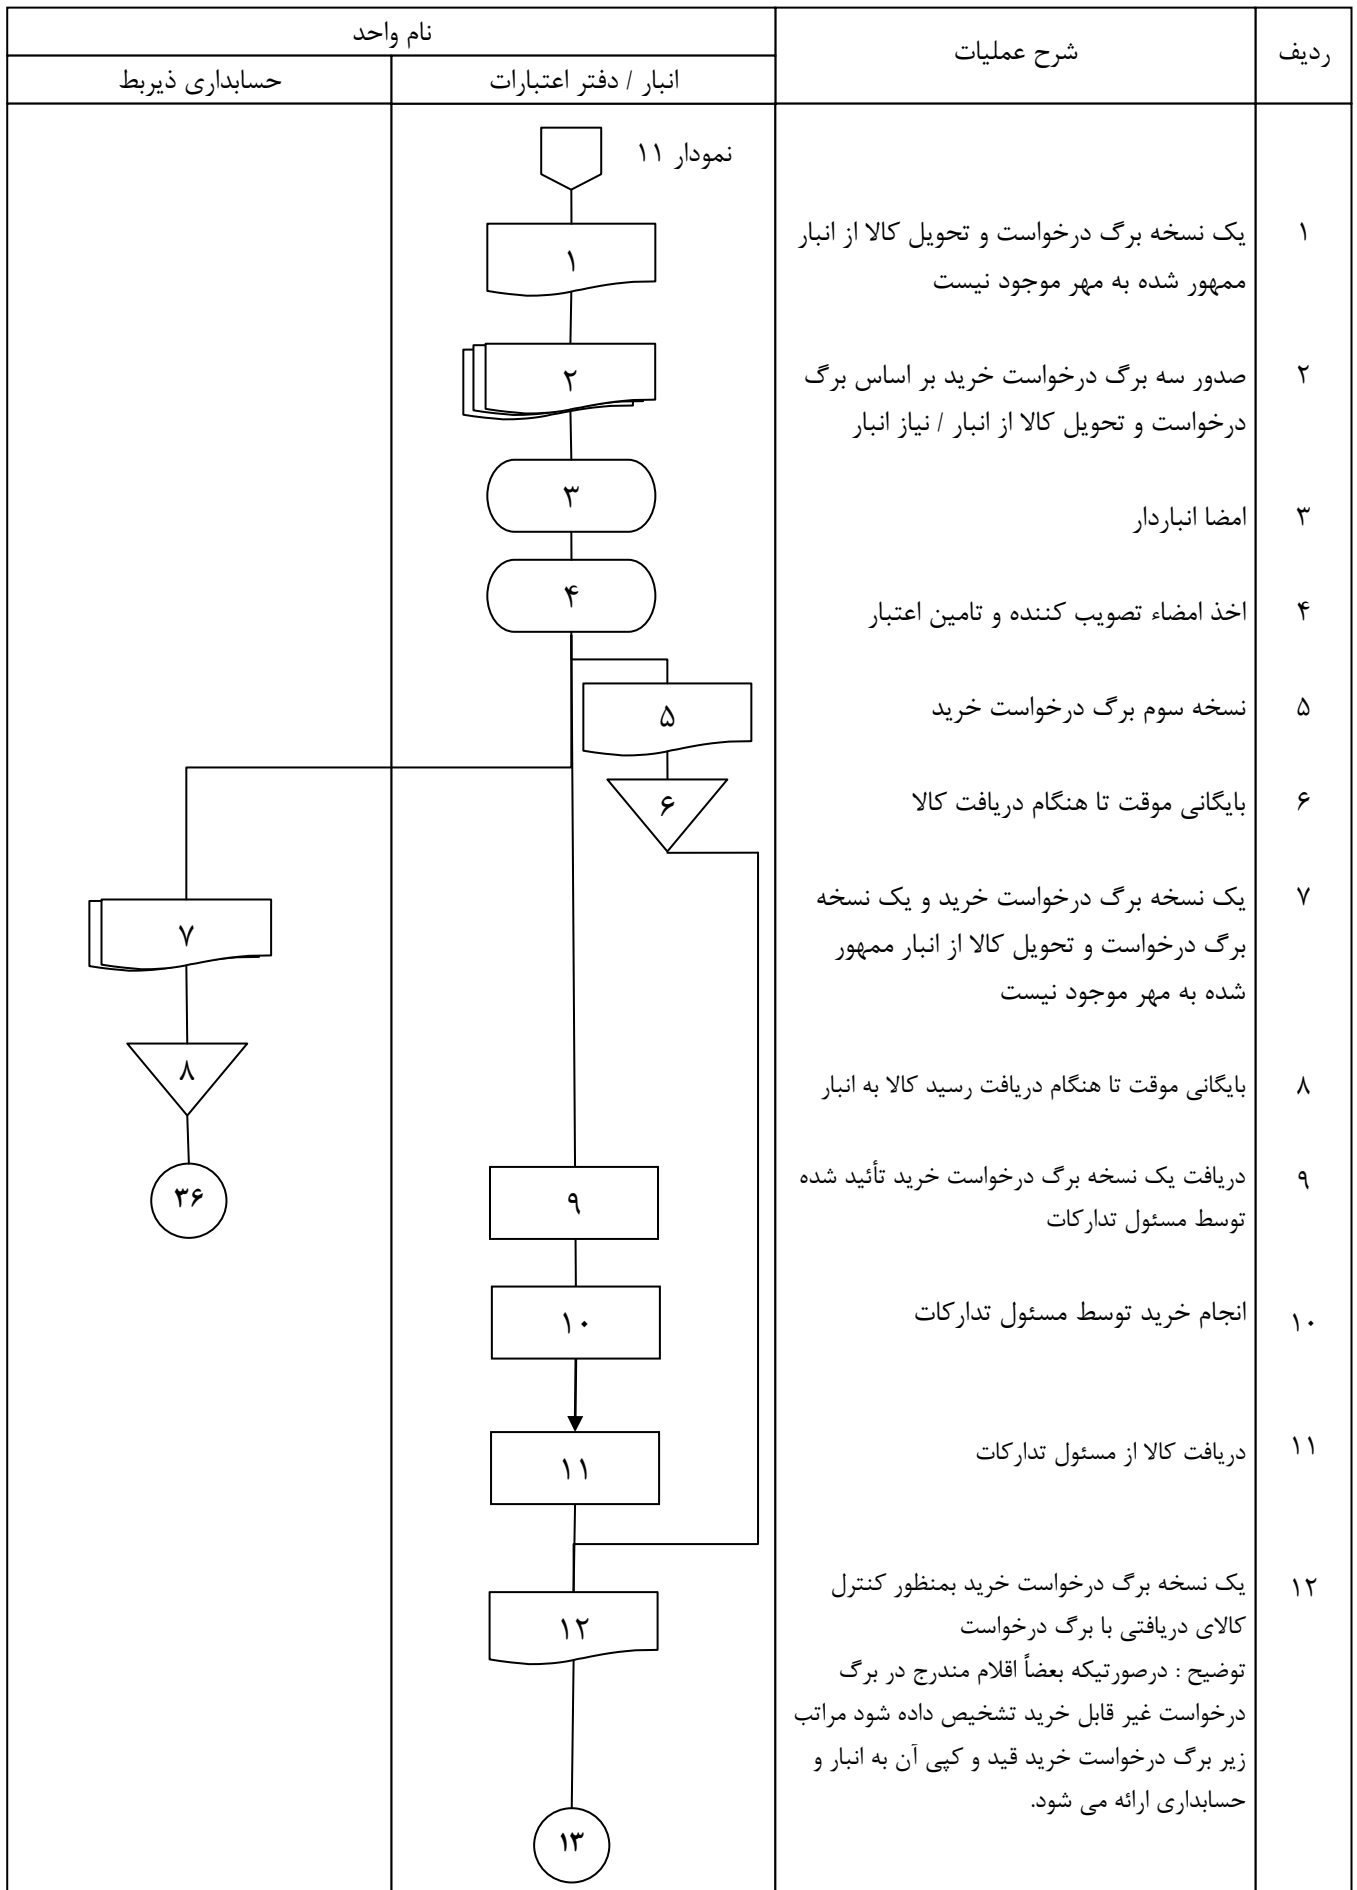 ردیف
شرح عملیات
نام واحد
انبار / دفتر اعتبارات
حسابداری ذیربط
نمودار ۱۱
۱
یک نسخه برگ درخواست و تحویل کالا از انبار
ممهور شده به مهر موجود نیست
۱
۲
صدور سه برگ درخواست خرید بر اساس برگ
درخواست و تحویل کالا از انبار / نیاز انبار
۲
۳
امضا انباردار
۳
۴
اخذ امضاء تصویب کننده و تامین اعتبار
۴
۵
نسخه سوم برگ درخواست خرید
۵
۶
بایگانی موقت تا هنگام دریافت کالا
۶
۷
یک نسخه برگ درخواست خرید و یک نسخه
برگ درخواست و تحویل کالا از انبار ممهور
شده به مهر موجود نیست
۷
۸
بایگانی موقت تا هنگام دریافت رسید کالا به انبار
۸
۹
دریافت یک نسخه برگ درخواست خرید تأئید شده
توسط مسئول تدارکات
۹
۳۶
۱۰
انجام خرید توسط مسئول تدارکات
۱۰
۱۱
دریافت کالا از مسئول تدارکات
۱۱
۱۲
یک نسخه برگ درخواست خرید بمنظور کنترل
کالای دریافتی با برگ درخواست
توضیح : درصورتیکه بعضاً اقلام مندرج در برگ
درخواست غیر قابل خرید تشخیص داده شود مراتب
زیر برگ درخواست خرید قید و کپی آن به انبار و
حسابداری ارائه می شود.
۱۲
۱۳